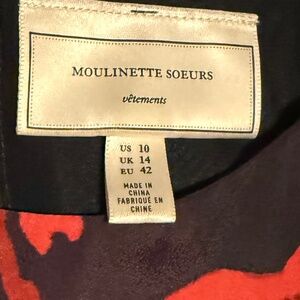 MOULINETTE SOEURS
vêtements
US 10
UK 14
EU 42
MADE IN
CHINA
FABRIQUÉ EN
CHINE